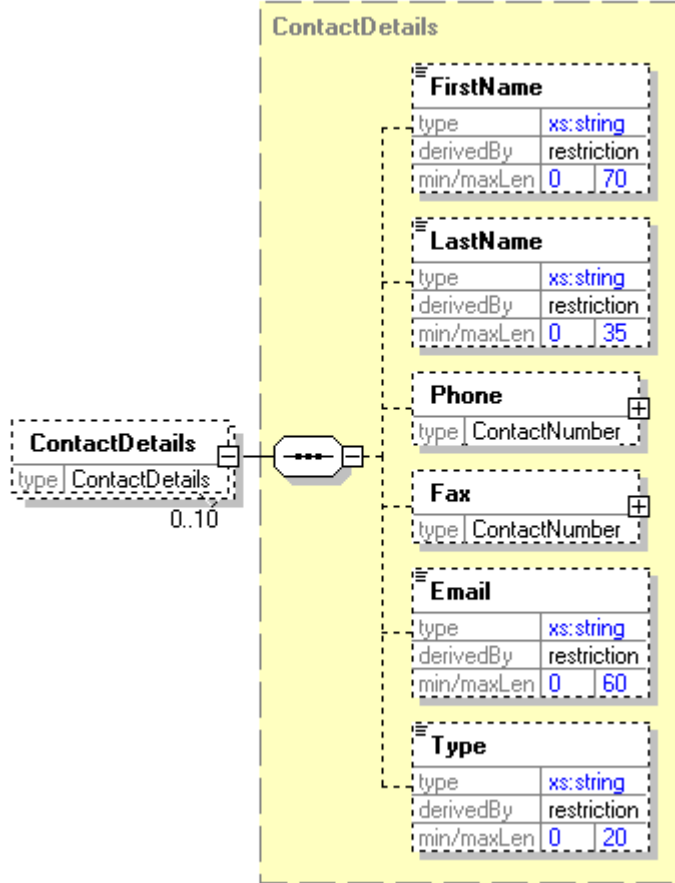 ContactDetails
FirstName
type xs:string
derivedBy restriction
min/maxLen 0 70
LastName
type xs:string
derivedBy restriction
min/maxLen 0 35
Phone
type ContactNumber
ContactDetails
type ContactDetails
0..10
Fax
type ContactNumber
Email
type xs:string
derivedBy restriction
min/maxLen 0 60
Type
type xs:string
derivedBy restriction
min/maxLen 0 20